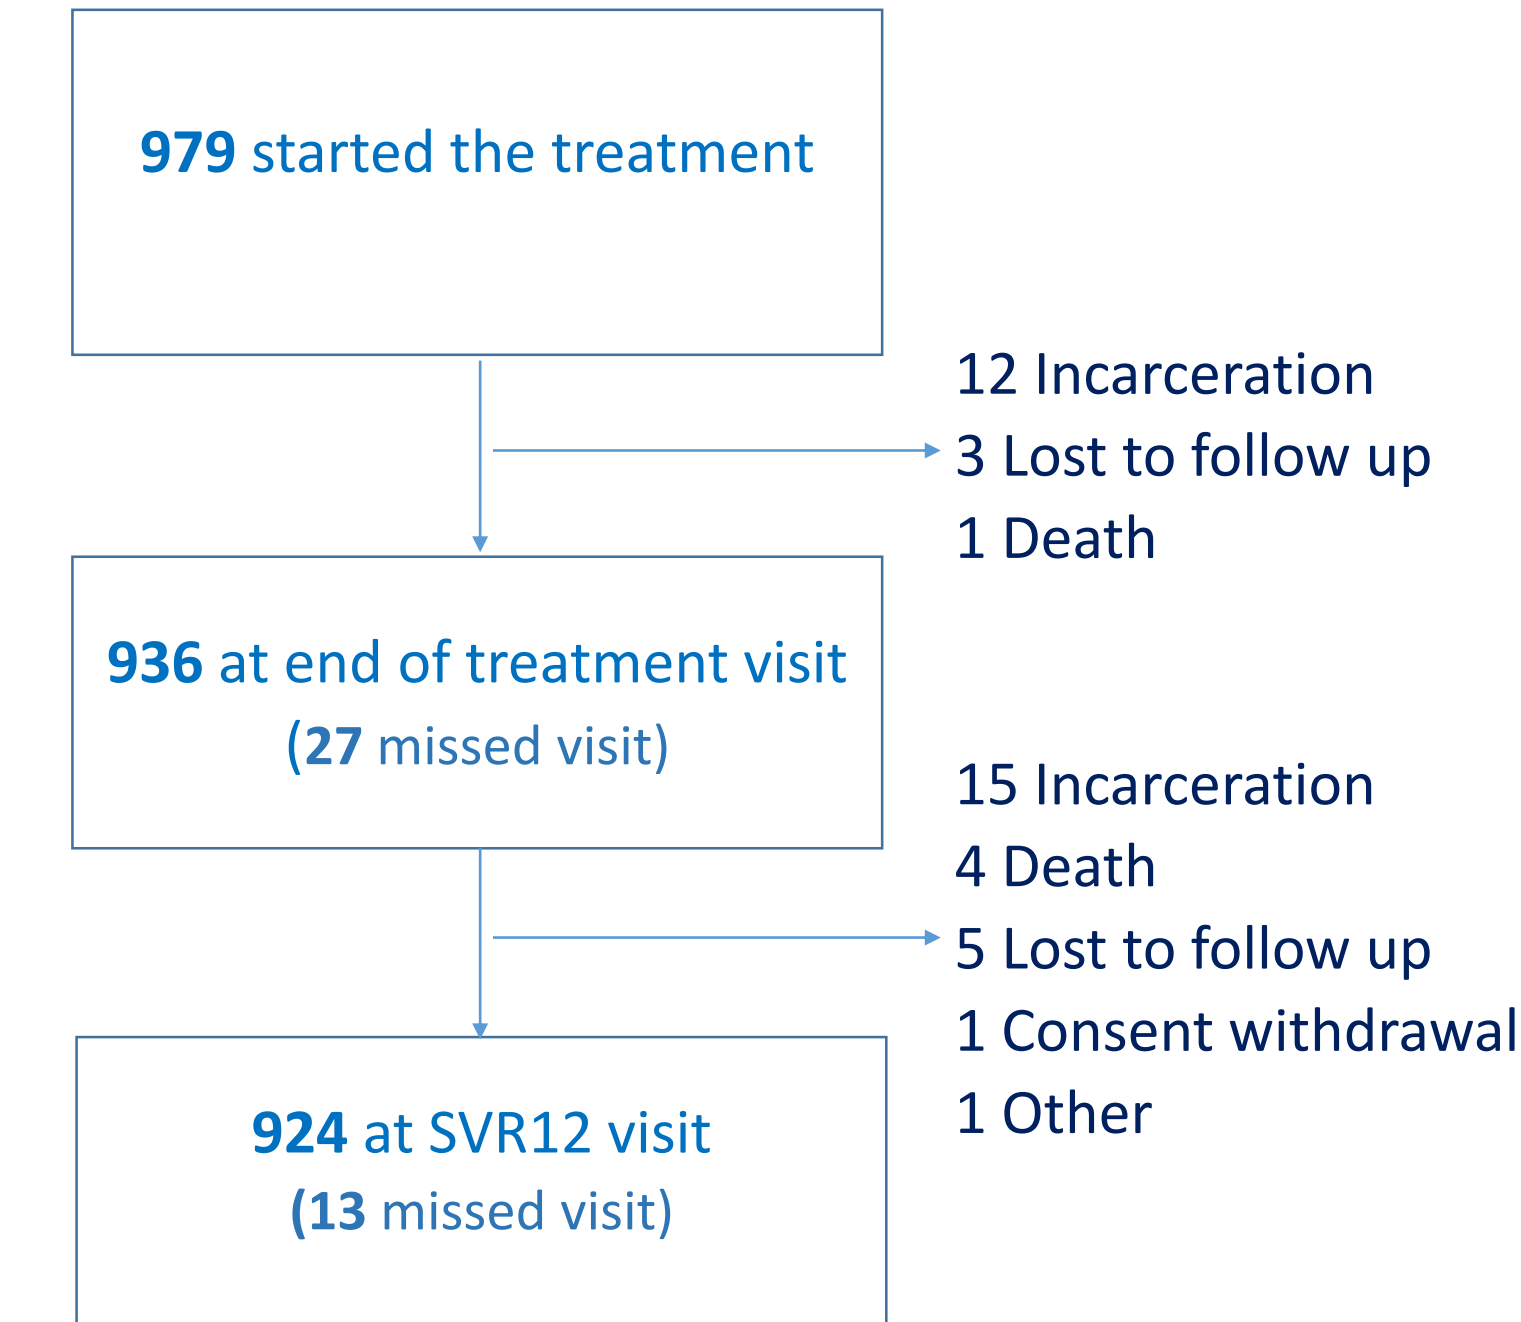 979 started the treatment
12 Incarceration
3 Lost to follow up
1 Death
936 at end of treatment visit
(27 missed visit)
15 Incarceration
4 Death
5 Lost to follow up
1 Consent withdrawal
1 Other
924 at SVR12 visit
(13 missed visit)